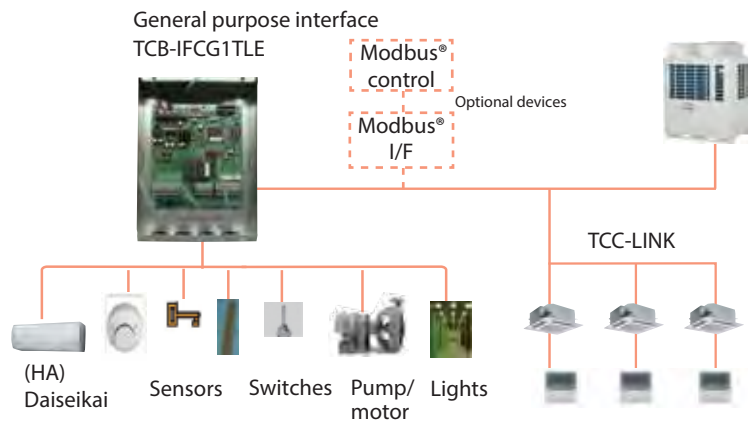 General purpose interface
TCB-IFCG1TLE
Modbus®
control
Optional devices
Modbus®
I/F
TCC-LINK
(HA)
Daiseikai
Sensors
Switches
Pump/
motor
Lights